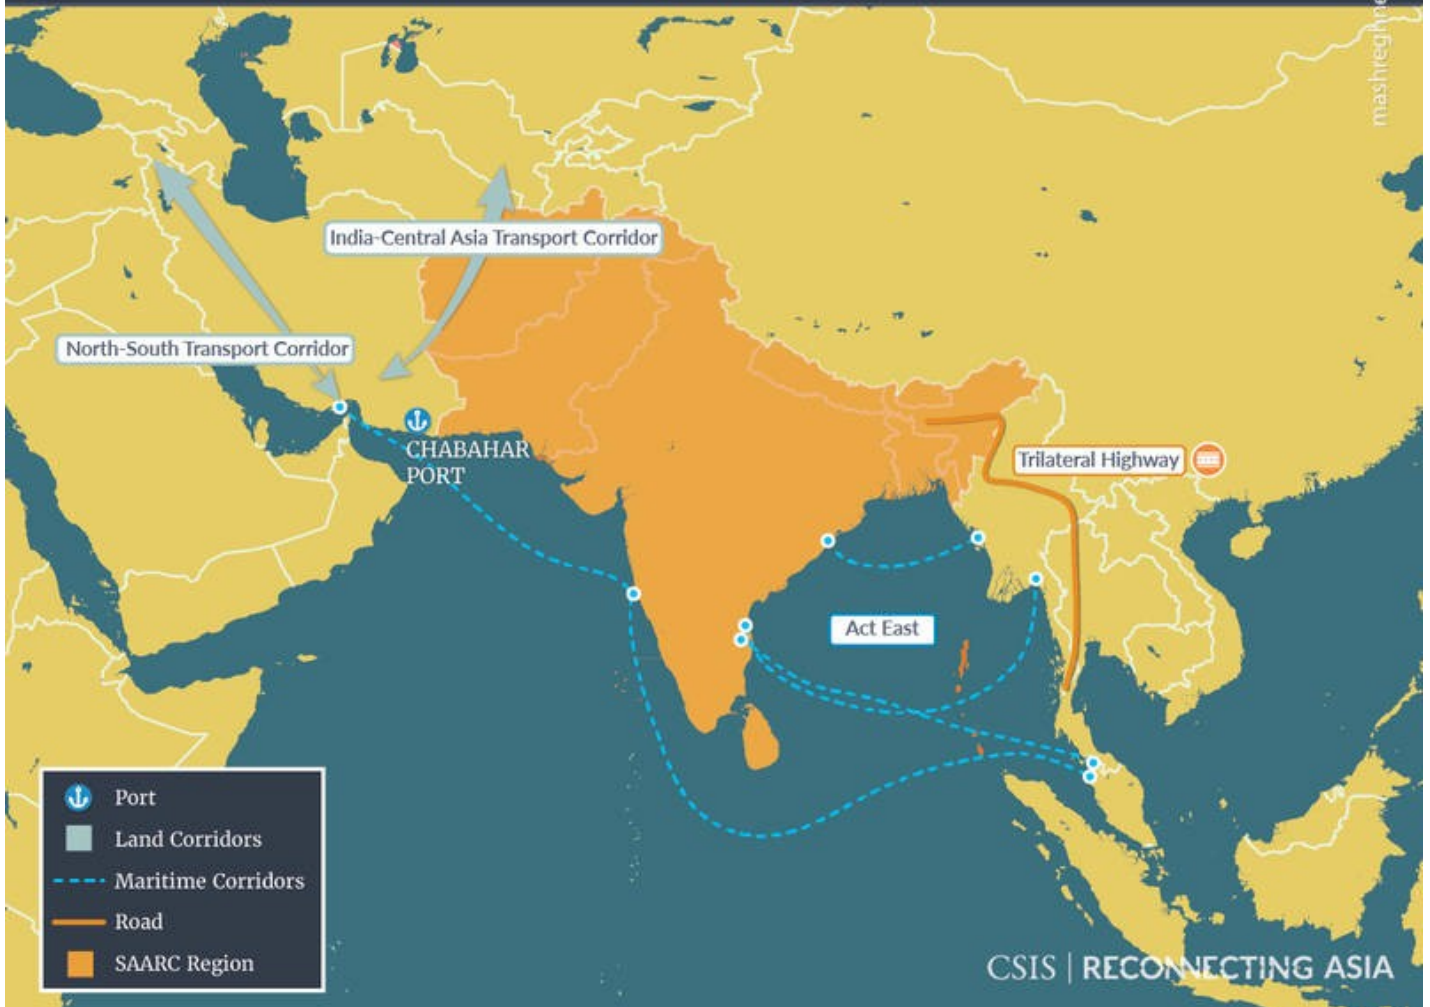 mashreghne
India-Central Asia Transport Corridor
North-South Transport Corridor
CHABAHAR
PORT
Trilateral Highway
Act East
Port
Land Corridors
Maritime Corridors
Road
SAARC Region
CSIS | RECONNECTING ASIA